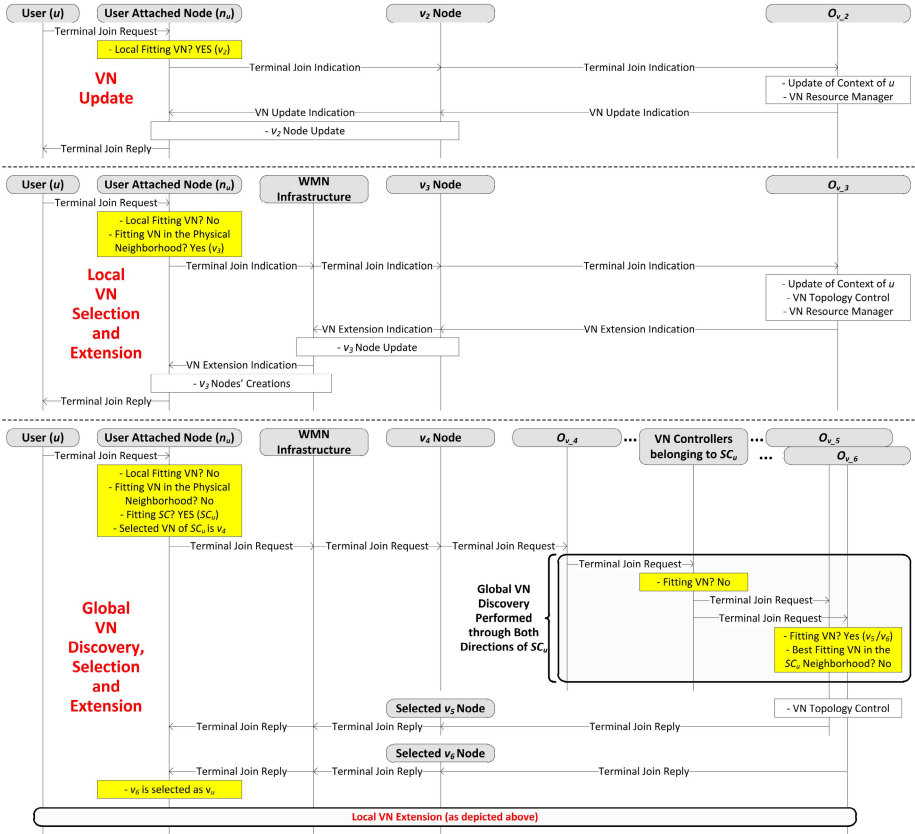 User (u) User Attached Node (nu) v2 Node Ov_2
Terminal Join Request
- Local Fitting VN? YES (v2)
Terminal Join Indication Terminal Join Indication
VN
Update
- Update of Context of u
- VN Resource Manager
VN Update Indication VN Update Indication
- v2 Node Update
Terminal Join Reply
User (u) User Attached Node (nu) WMN
Infrastructure v3 Node Ov_3
Terminal Join Request
- Local Fitting VN? No
- Fitting VN in the Physical
Neighborhood? Yes (v3)
Terminal Join Indication Terminal Join Indication Terminal Join Indication
Local
VN
Selection
and
Extension
- Update of Context of u
- VN Topology Control
- VN Resource Manager
VN Extension Indication VN Extension Indication
- v3 Node Update
VN Extension Indication
- v3 Nodes' Creations
Terminal Join Reply
User (u) User Attached Node (nu) WMN
Infrastructure v4 Node Ov_4 ... VN Controllers
belonging to SCu ... Ov_5
... Ov_6
Terminal Join Request
- Local Fitting VN? No
- Fitting VN in the Physical
Neighborhood? No
- Fitting SC? YES (SCu)
- Selected VN of SCu is v4
Terminal Join Request Terminal Join Request Terminal Join Request
Terminal Join Request
- Fitting VN? No
Terminal Join Request
Terminal Join Request
Global VN
Discovery
Performed
through Both
Directions of SCu
- Fitting VN? Yes (v5/v6)
- Best Fitting VN in the
SCu Neighborhood? No
Global
VN
Discovery,
Selection
and
Extension
Selected v5 Node
- VN Topology Control
Terminal Join Reply Terminal Join Reply Terminal Join Reply
Selected v6 Node
Terminal Join Reply Terminal Join Reply Terminal Join Reply
- v6 is selected as vu
Local VN Extension (as depicted above)